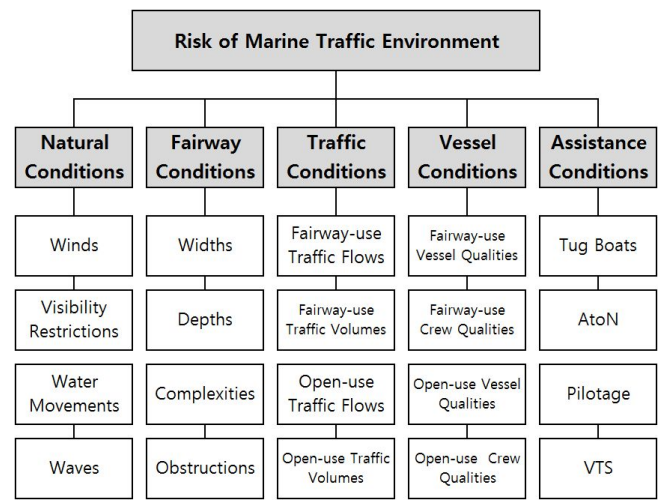 Risk of Marine Traffic Environment
Natural
Conditions
Fairway
Conditions
Traffic
Conditions
Vessel
Conditions
Assistance
Conditions
Winds
Widths
Fairway-use
Traffic Flows
Fairway-use
Vessel Qualities
Tug Boats
Visibility
Restrictions
Depths
Fairway-use
Traffic Volumes
Fairway-use
Crew Qualities
AtoN
Water
Movements
Complexities
Open-use
Traffic Flows
Open-use Vessel
Qualities
Pilotage
Waves
Obstructions
Open-use Traffic
Volumes
Open-use Crew
Qualities
VTS